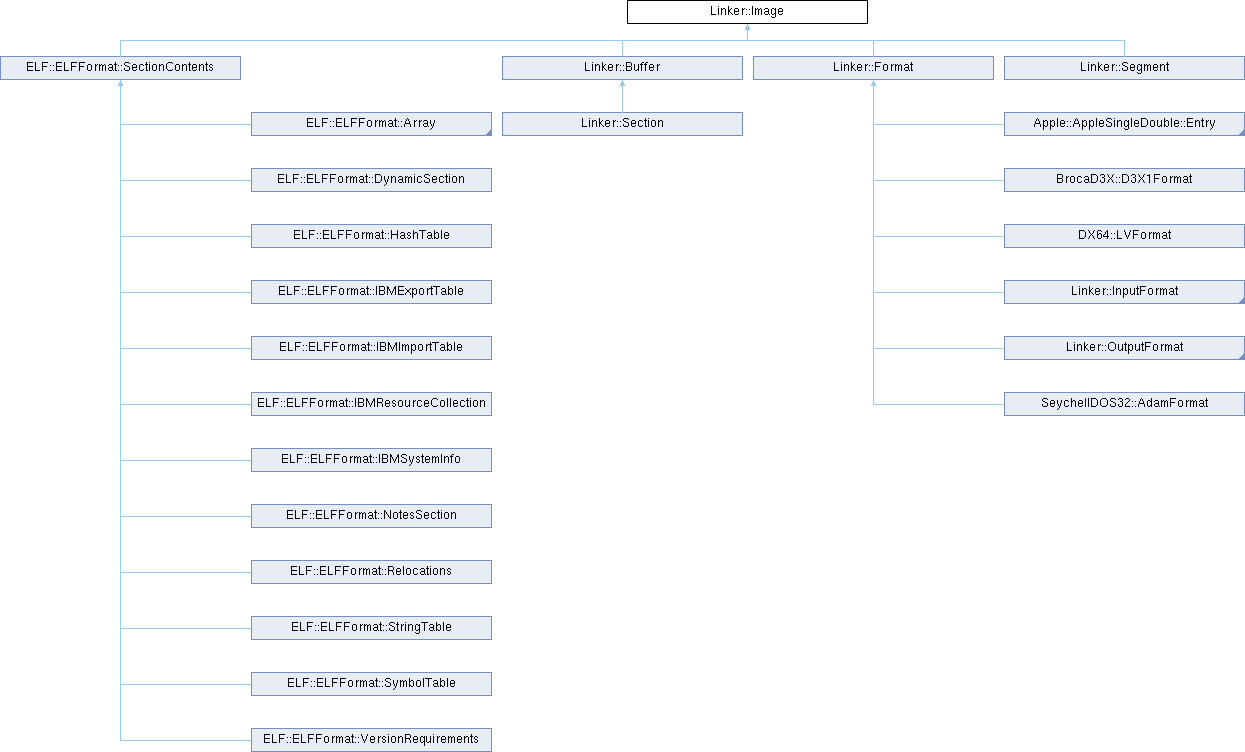 Linker::Image
ELF::ELFFormat::SectionContents
Linker::Buffer
Linker::Format
Linker::Segment
ELF::ELFFormat::Array
Linker::Section
Apple::AppleSingleDouble::Entry
ELF::ELFFormat::DynamicSection
BrocaD3X::D3X1Format
ELF::ELFFormat::HashTable
DX64::LVFormat
ELF::ELFFormat::IBMExportTable
Linker::InputFormat
ELF::ELFFormat::IBMImportTable
Linker::OutputFormat
ELF::ELFFormat::IBMResourceCollection
SeychellDOS32::AdamFormat
ELF::ELFFormat::IBMSystemInfo
ELF::ELFFormat::NotesSection
ELF::ELFFormat::Relocations
ELF::ELFFormat::StringTable
ELF::ELFFormat::SymbolTable
ELF::ELFFormat::VersionRequirements